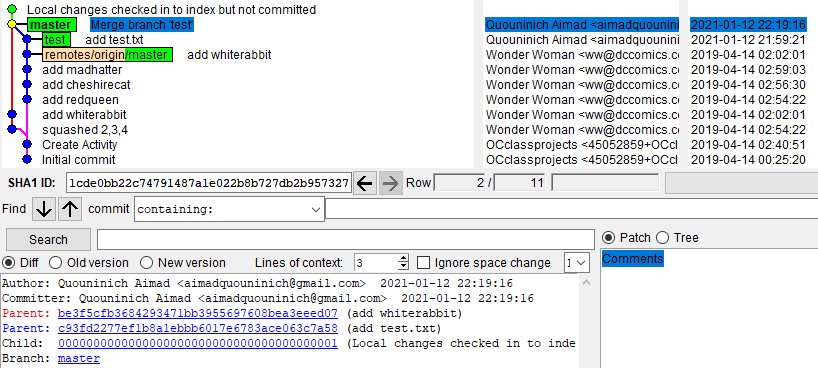 Local changes checked in to index but not committed
master Merge branch 'test' Quouninich Aimad <aimadquounini 2021-01-12 22:19:16
test add test.txt Quouninich Aimad <aimadquounini 2021-01-12 21:59:21
remotes/origin/master add whiterabbit Wonder Woman <ww@dccomics.c 2019-04-14 02:02:01
add madhatter Wonder Woman <ww@dccomics.c 2019-04-14 02:59:03
add cheshirecat Wonder Woman <ww@dccomics.c 2019-04-14 02:56:30
add redqueen Wonder Woman <ww@dccomics.c 2019-04-14 02:54:22
add whiterabbit Wonder Woman <ww@dccomics.c 2019-04-14 02:02:01
squashed 2,3,4 Wonder Woman <ww@dccomics.c 2019-04-14 02:54:22
Create Activity OCclassprojects <45052859+OCcl 2019-04-14 02:40:51
Initial commit OCclassprojects <45052859+OCcl 2019-04-14 00:25:20
SHA1 ID: 1cde0bb22c74791487a1e022b8b727db2b957327 Row 2 / 11
Find commit containing:
Search
Patch Tree
Diff Old version New version Lines of context: 3 Ignore space change
Comments
Author: Quouninich Aimad <aimadquouninich@gmail.com> 2021-01-12 22:19:16
Committer: Quouninich Aimad <aimadquouninich@gmail.com> 2021-01-12 22:19:16
Parent: be3f5cfb3684293471bb3955697608bea3eeed07 (add whiterabbit)
Parent: c93fd2277ef1b8a1ebbb6017e6783ace063c7a58 (add test.txt)
Child: 0000000000000000000000000000000000000001 (Local changes checked in to inde
Branch: master